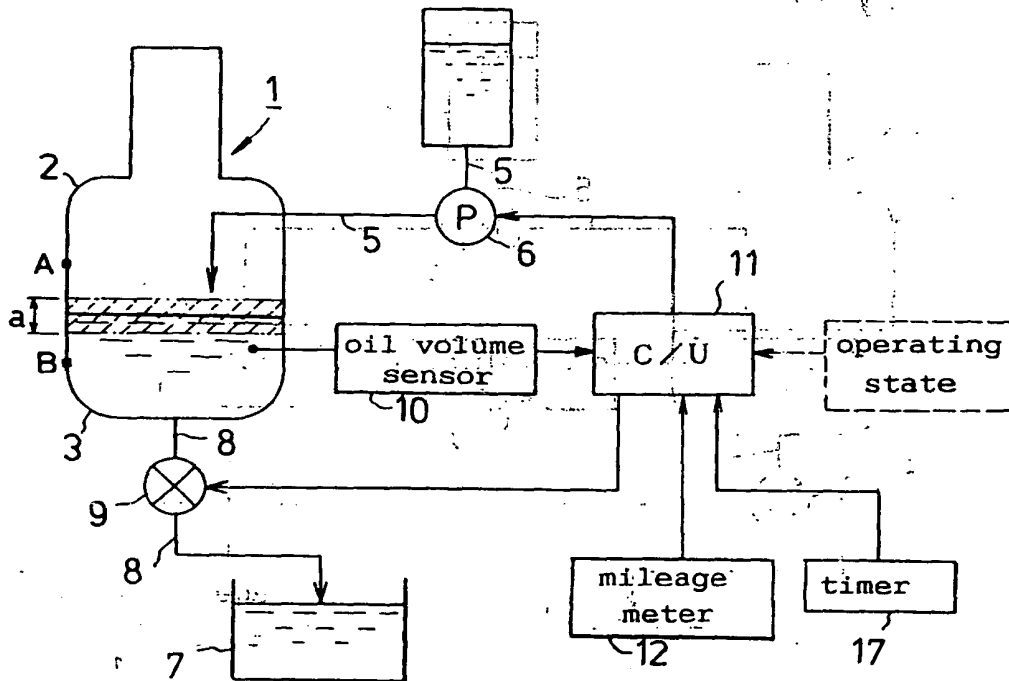 1
2
5
P
5
6
A
11
a
oil volume
sensor
C/U
operating
state
B
10
3
8
9
8
mileage
meter
timer
7
12
17